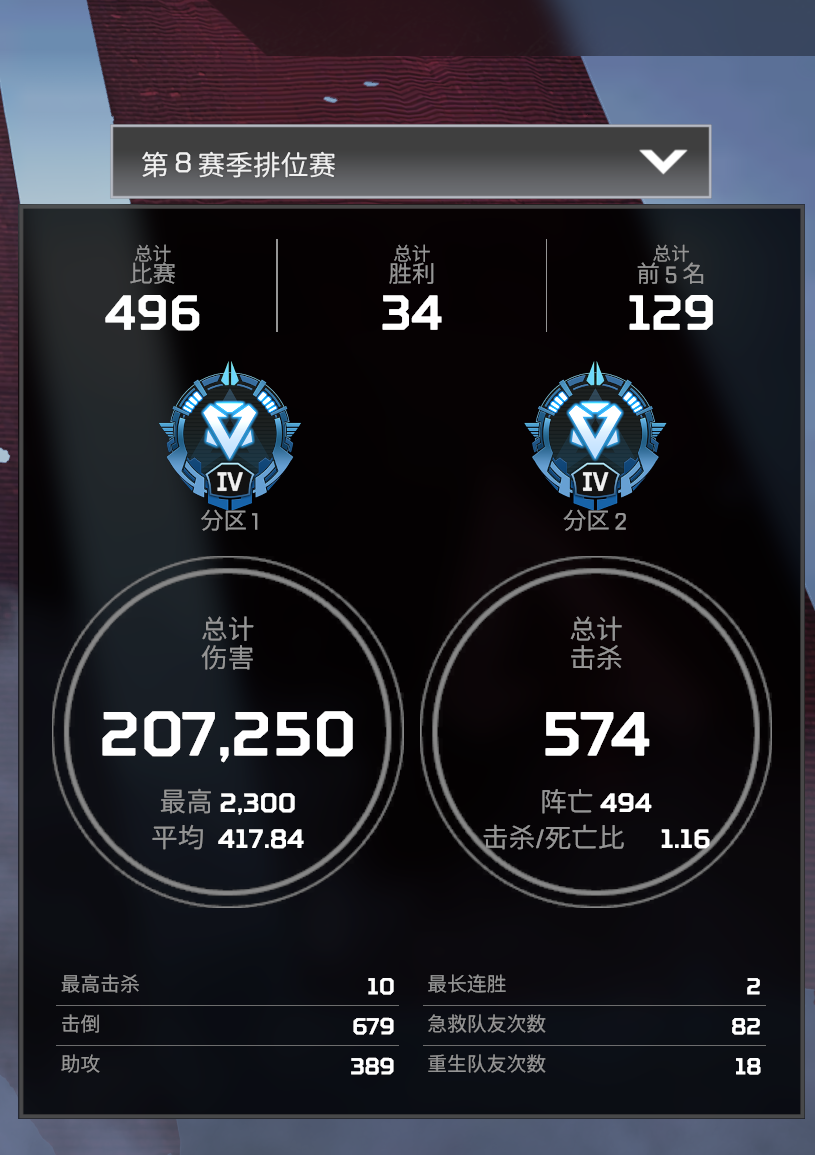 第 8 赛季排位赛
总计
比赛
496
总计
胜利
34
总计
前 5 名
129
IV
分区 1
IV
分区 2
总计
伤害
207,250
最高 2,300
平均 417.84
总计
击杀
574
阵亡 494
击杀/死亡比 1.16
最高击杀 10
击倒 679
助攻 389
最长连胜 2
急救队友次数 82
重生队友次数 18